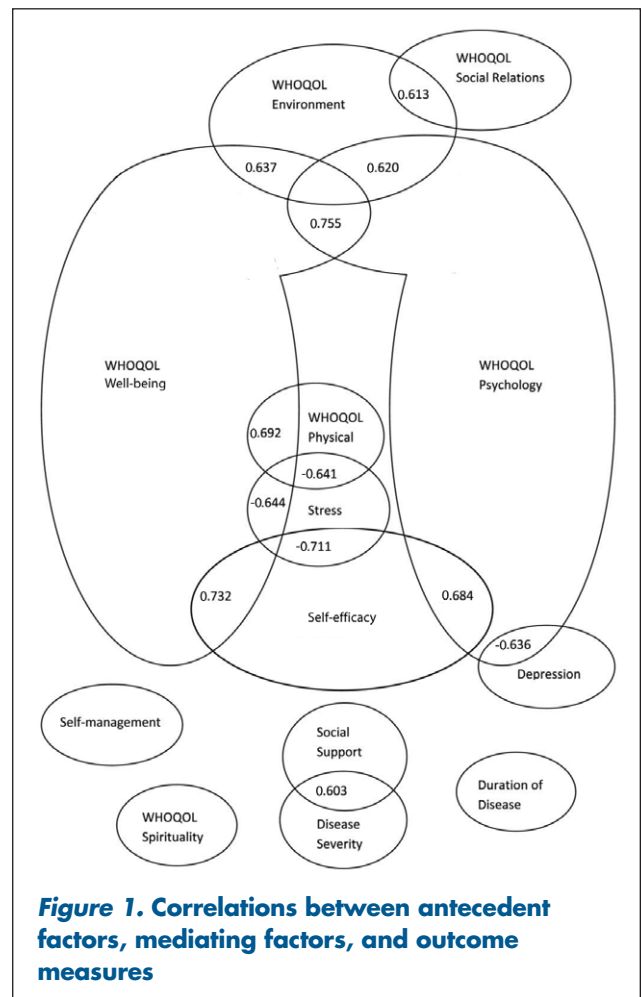 WHOQOL
Social Relations
WHOQOL
Environment
0.613
0.637
0.620
0.755
WHOQOL
Well-being
WHOQOL
Psychology
WHOQOL
Physical
0.692
-0.641
-0.644
Stress
-0.711
0.732
0.684
Self-efficacy
-0.636
Depression
Self-management
Social
Support
0.603
Disease
Severity
Duration of
Disease
WHOQOL
Spirituality
Figure 1. Correlations between antecedent
factors, mediating factors, and outcome
measures